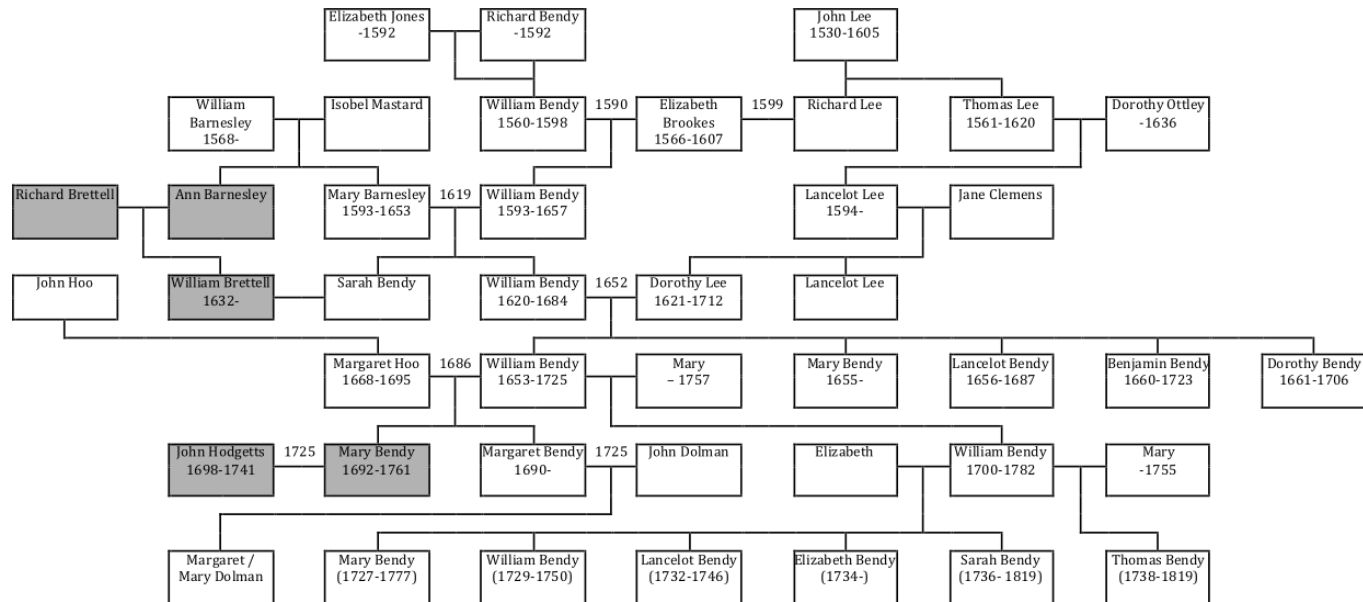 Elizabeth Jones
-1592
Richard Bendy
-1592
John Lee
1530-1605
William
Barnesley
1568-
Isobel Mastard
William Bendy
1560-1598
1590
Elizabeth
Brookes
1566-1607
1599
Richard Lee
Thomas Lee
1561-1620
Dorothy Ottley
-1636
Richard Brettell
Ann Barnesley
Mary Barnesley
1593-1653
1619
William Bendy
1593-1657
Lancelot Lee
1594-
Jane Clemens
John Hoo
William Brettell
1632-
Sarah Bendy
William Bendy
1620-1684
1652
Dorothy Lee
1621-1712
Lancelot Lee
Margaret Hoo
1668-1695
1686
William Bendy
1653-1725
Mary
– 1757
Mary Bendy
1655-
Lancelot Bendy
1656-1687
Benjamin Bendy
1660-1723
Dorothy Bendy
1661-1706
John Hodgetts
1698-1741
1725
Mary Bendy
1692-1761
Margaret Bendy
1690-
1725
John Dolman
Elizabeth
William Bendy
1700-1782
Mary
-1755
Margaret /
Mary Dolman
Mary Bendy
(1727-1777)
William Bendy
(1729-1750)
Lancelot Bendy
(1732-1746)
Elizabeth Bendy
(1734-)
Sarah Bendy
(1736- 1819)
Thomas Bendy
(1738-1819)